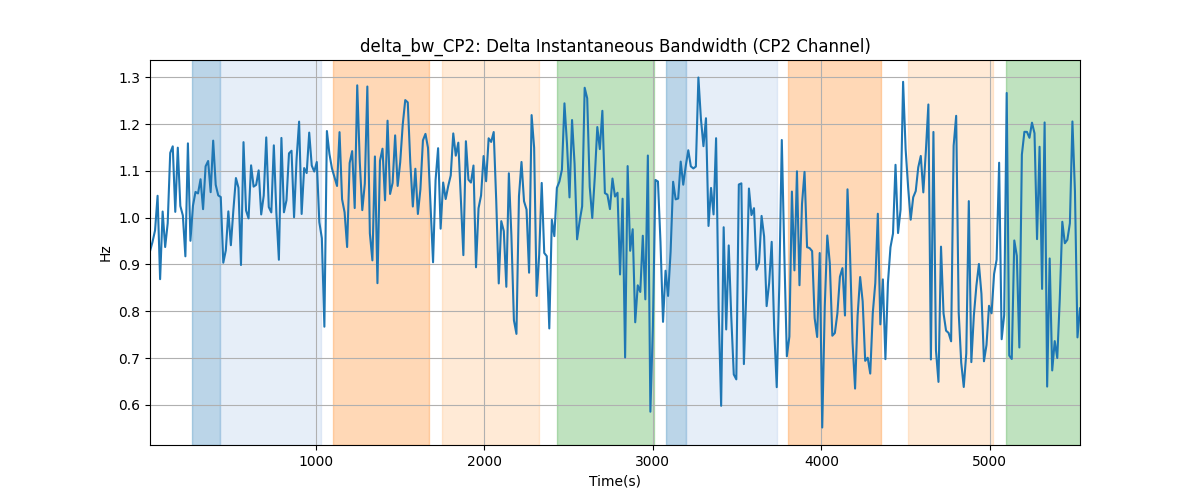 delta_bw_CP2: Delta Instantaneous Bandwidth (CP2 Channel)
1.3
1.2
1.1
1.0
0.9
0.8
0.7
0.6
Hz
1000 2000 3000 4000 5000
Time(s)